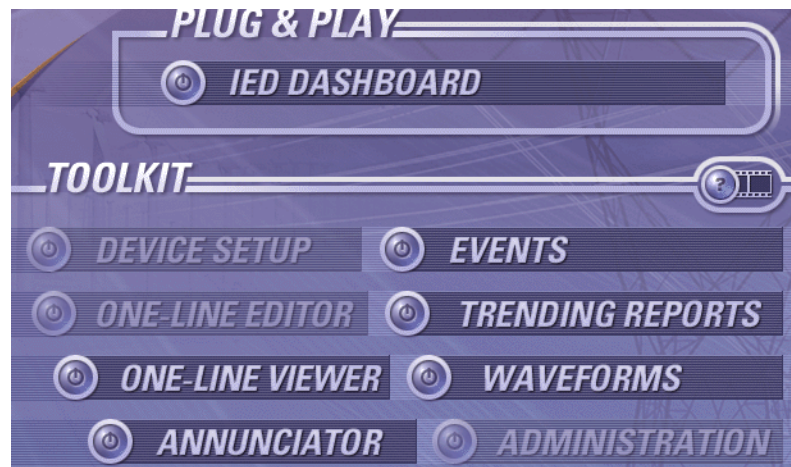 PLUG & PLAY
IED DASHBOARD
TOOLKIT
?
DEVICE SETUP
EVENTS
ONE-LINE EDITOR
TRENDING REPORTS
ONE-LINE VIEWER
WAVEFORMS
ANNUNCIATOR
ADMINISTRATION